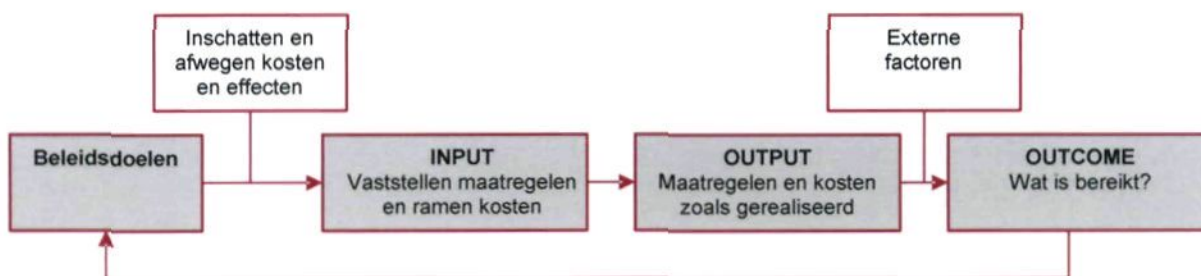 Inschatten en
afwegen kosten
en effecten
Externe
factoren
Beleidsdoelen
INPUT
Vaststellen maatregelen
en ramen kosten
OUTPUT
Maatregelen en kosten
zoals gerealiseerd
OUTCOME
Wat is bereikt?